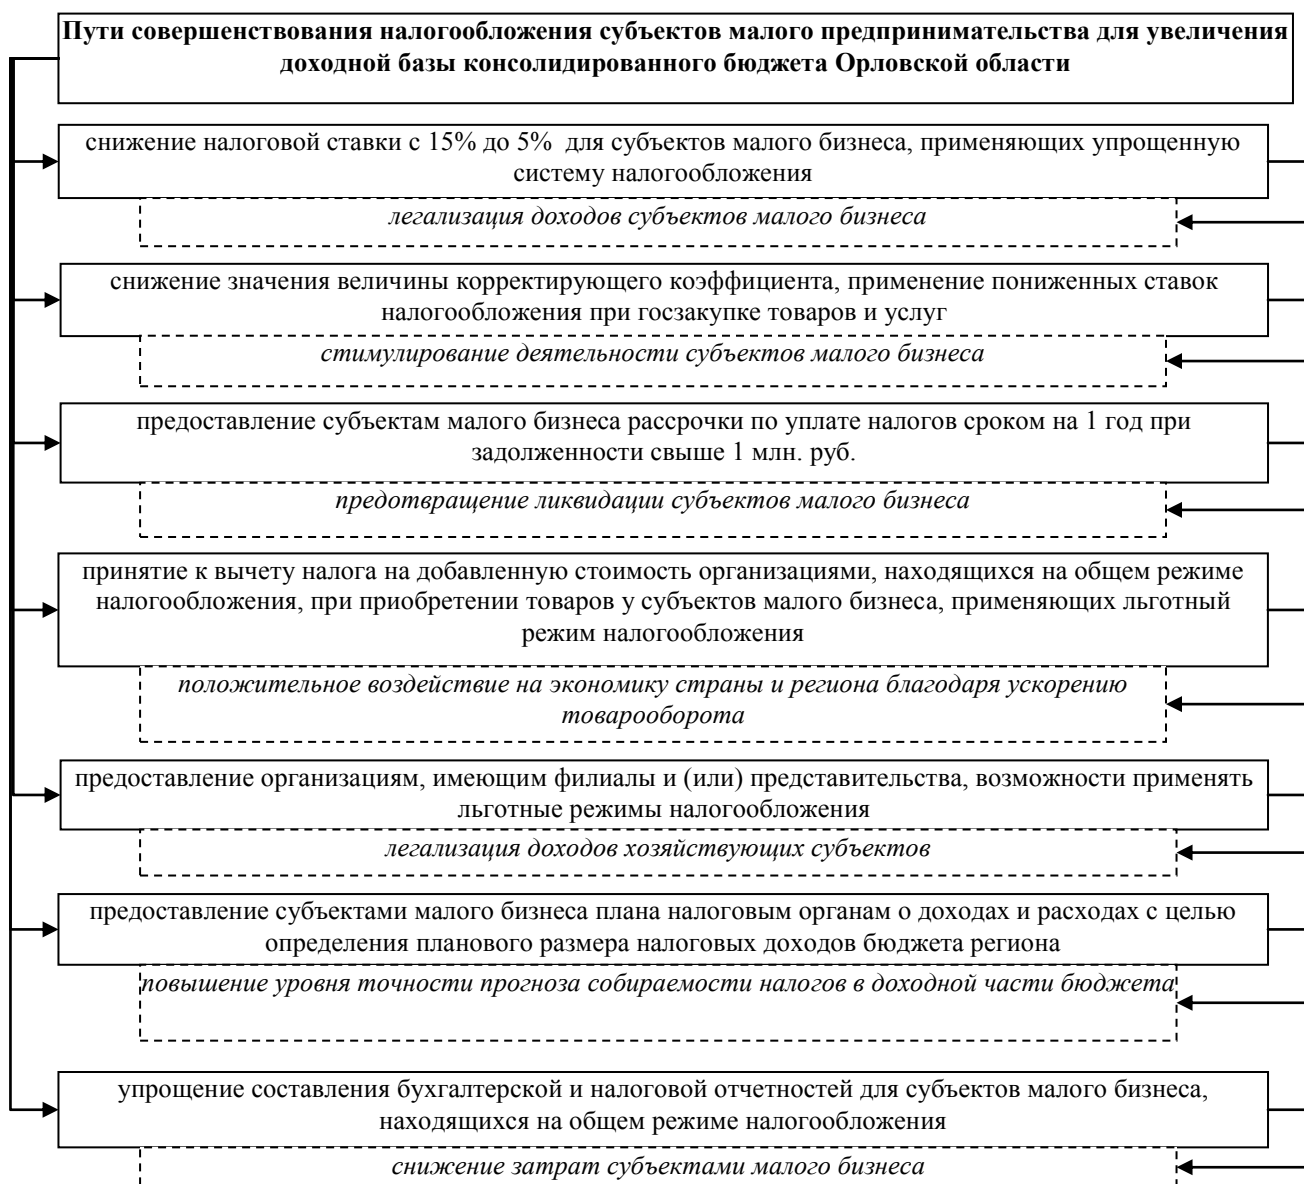 Пути совершенствования налогообложения субъектов малого предпринимательства для увеличения
доходной базы консолидированного бюджета Орловской области
снижение налоговой ставки с 15% до 5% для субъектов малого бизнеса, применяющих упрощенную
систему налогообложения
легализация доходов субъектов малого бизнеса
снижение значения величины корректирующего коэффициента, применение пониженных ставок
налогообложения при госзакупке товаров и услуг
стимулирование деятельности субъектов малого бизнеса
предоставление субъектам малого бизнеса рассрочки по уплате налогов сроком на 1 год при
задолженности свыше 1 млн. руб.
предотвращение ликвидации субъектов малого бизнеса
принятие к вычету налога на добавленную стоимость организациями, находящихся на общем режиме
налогообложения, при приобретении товаров у субъектов малого бизнеса, применяющих льготный
режим налогообложения
положительное воздействие на экономику страны и региона благодаря ускорению
товарооборота
предоставление организациям, имеющим филиалы и (или) представительства, возможности применять
льготные режимы налогообложения
легализация доходов хозяйствующих субъектов
предоставление субъектами малого бизнеса плана налоговым органам о доходах и расходах с целью
определения планового размера налоговых доходов бюджета региона
повышение уровня точности прогноза собираемости налогов в доходной части бюджета
упрощение составления бухгалтерской и налоговой отчетностей для субъектов малого бизнеса,
находящихся на общем режиме налогообложения
снижение затрат субъектами малого бизнеса